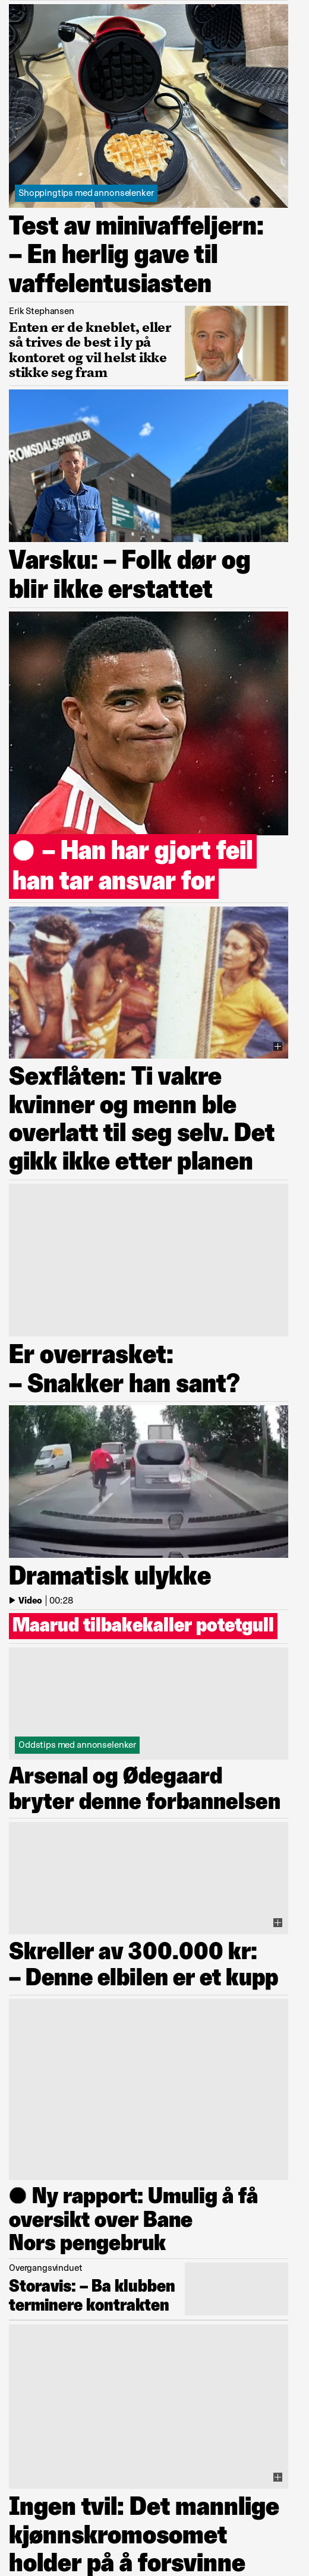 Shoppingtips med annonselenker
Test av minivaffeljern:
– En herlig gave til
vaffelentusiasten
Erik Stephansen
Enten er de kneblet, eller
så trives de best i ly på
kontoret og vil helst ikke
stikke seg fram
ROMSDALSGONDOLEN
Varsku: – Folk dør og
blir ikke erstattet
– Han har gjort feil
han tar ansvar for
Sexflåten: Ti vakre
kvinner og menn ble
overlatt til seg selv. Det
gikk ikke etter planen
Er overrasket:
– Snakker han sant?
Dramatisk ulykke
Video | 00:28
Maarud tilbakekaller potetgull
Oddstips med annonselenker
Arsenal og Ødegaard
bryter denne forbannelsen
Skreller av 300.000 kr:
– Denne elbilen er et kupp
Ny rapport: Umulig å få
oversikt over Bane
Nors pengebruk
Overgangsvinduet
Storavis: – Ba klubben
terminere kontrakten
Ingen tvil: Det mannlige
kjønnskromosomet
holder på å forsvinne